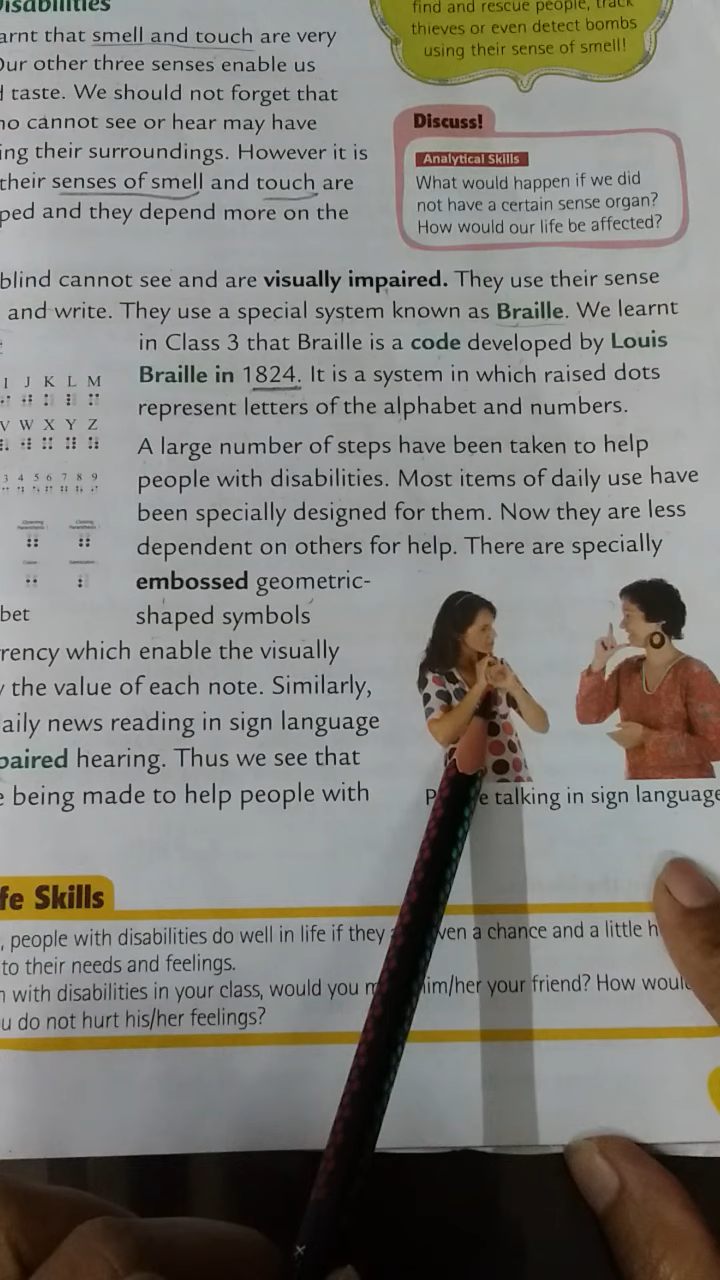 Disabilities
arnt that smell and touch are very
Our other three senses enable us
taste. We should not forget that
who cannot see or hear may have
ing their surroundings. However it is
their senses of smell and touch are
ped and they depend more on the
find and rescue people, track
thieves or even detect bombs
using their sense of smell!
Discuss!
Analytical Skills
What would happen if we did
not have a certain sense organ?
How would our life be affected?
blind cannot see and are visually impaired. They use their sense
and write. They use a special system known as Braille. We learnt
in Class 3 that Braille is a code developed by Louis
Braille in 1824. It is a system in which raised dots
represent letters of the alphabet and numbers.
I J K L M
V W X Y Z
3 4 5 6 7 8 9
A large number of steps have been taken to help
people with disabilities. Most items of daily use have
been specially designed for them. Now they are less
dependent on others for help. There are specially
embossed geometric-
bet
shaped symbols
rency which enable the visually
the value of each note. Similarly,
aily news reading in sign language
paired hearing. Thus we see that
being made to help people with
talking in sign language
fe Skills
, people with disabilities do well in life if they ven a chance and a little h
to their needs and feelings.
with disabilities in your class, would you him/her your friend? How would
u do not hurt his/her feelings?